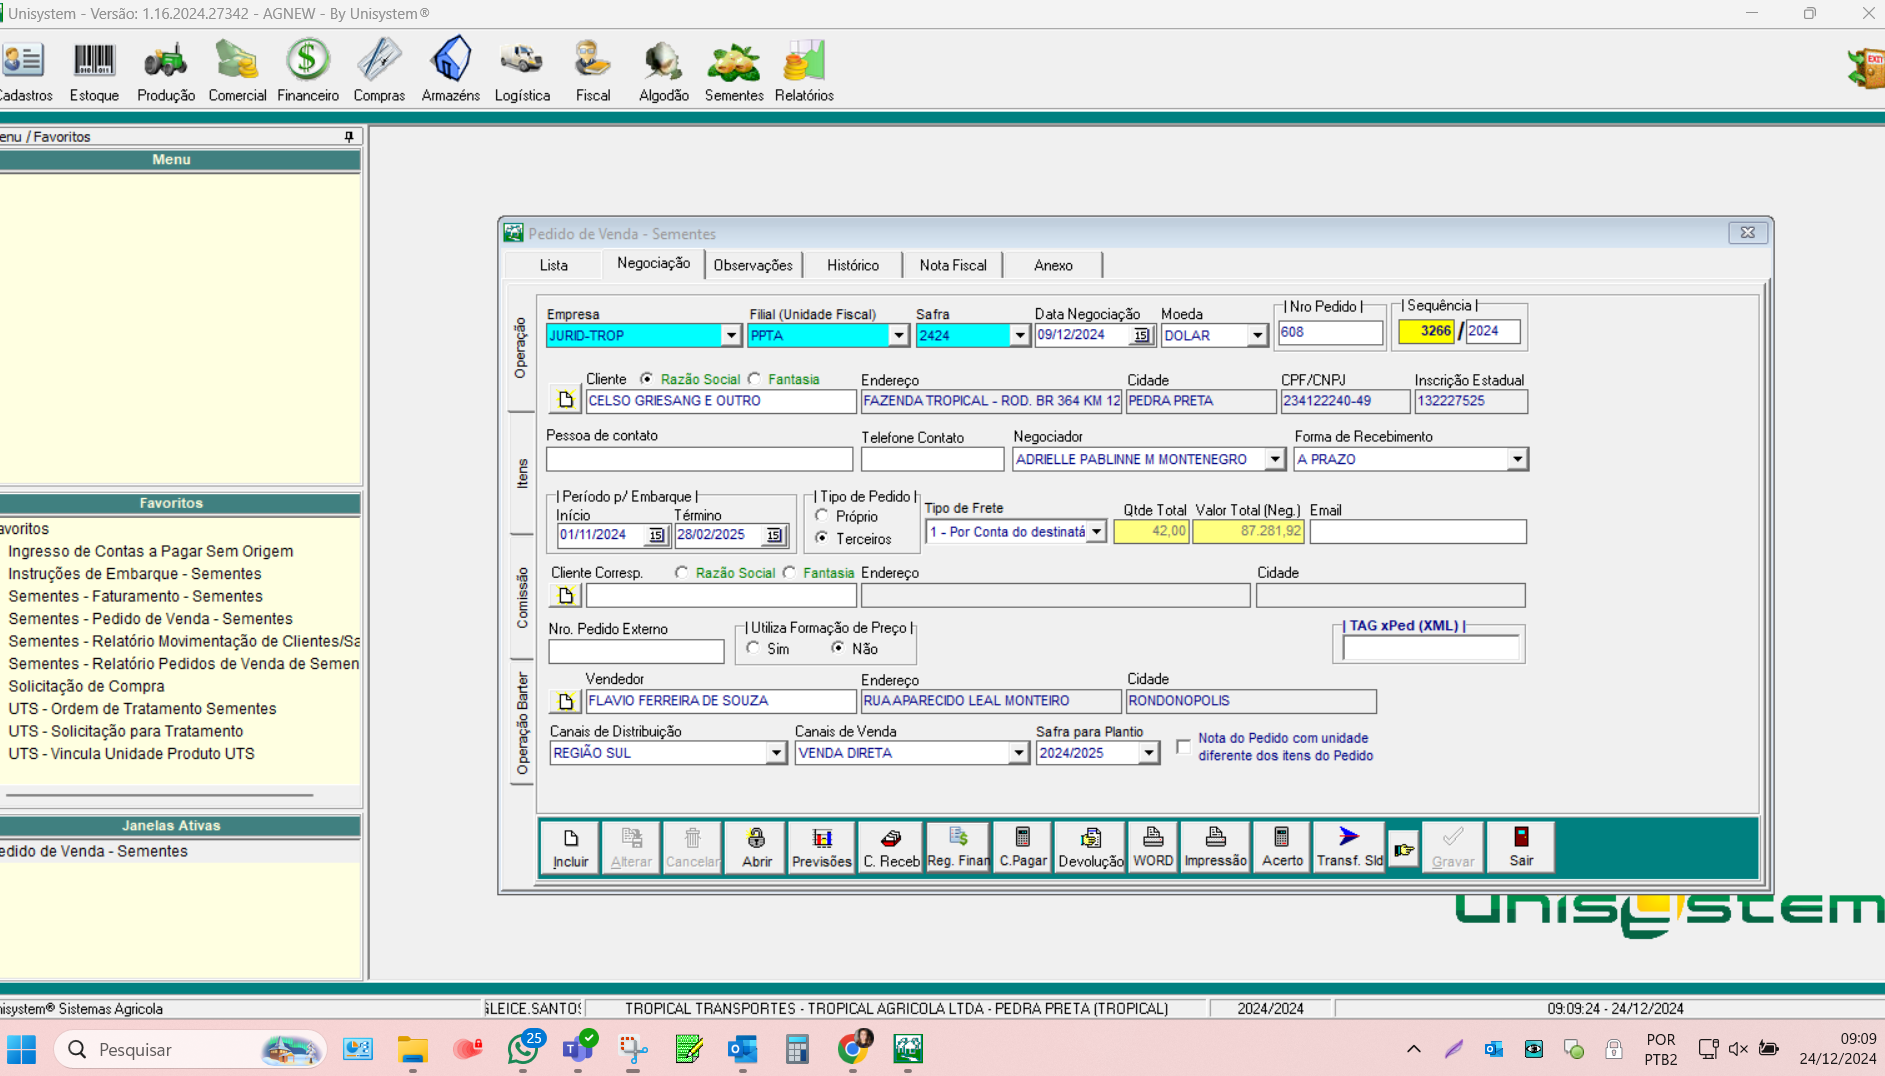 Unisystem - Versão: 1.16.2024.27342 - AGNEW - By Unisystem®
adastros Estoque Produção Comercial Financeiro Compras Armazéns Logística Fiscal Algodão Sementes Relatórios
EXIT
enu / Favoritos
Menu
Favoritos
avoritos
Ingresso de Contas a Pagar Sem Origem
Instruções de Embarque - Sementes
Sementes - Faturamento - Sementes
Sementes - Pedido de Venda - Sementes
Sementes - Relatório Movimentação de Clientes/Sa
Sementes - Relatório Pedidos de Venda de Semen
Solicitação de Compra
UTS - Ordem de Tratamento Sementes
UTS - Solicitação para Tratamento
UTS - Vincula Unidade Produto UTS
Janelas Ativas
edido de Venda - Sementes
Pedido de Venda - Sementes
Lista Negociação Observações Histórico Nota Fiscal Anexo
Operação
Itens
Comissão
Operação Barter
Empresa Filial (Unidade Fiscal) Safra Data Negociação Moeda Nro Pedido Sequência
JURID-TROP PPTA 2424 09/12/2024 15 DOLAR 608 3266 / 2024
Cliente Razão Social Fantasia Endereço Cidade CPF/CNPJ Inscrição Estadual
CELSO GRIESANG E OUTRO FAZENDA TROPICAL - ROD. BR 364 KM 12 PEDRA PRETA 234122240-49 132227525
Pessoa de contato Telefone Contato Negociador Forma de Recebimento
ADRIELLE PABLINNE M MONTENEGRO A PRAZO
Período p/ Embarque Tipo de Pedido Tipo de Frete Qtde Total Valor Total (Neg.) Email
Início Término Próprio
01/11/2024 15 28/02/2025 15 Terceiros 1 - Por Conta do destinatá 42,00 87.281,92
Cliente Corresp. Razão Social Fantasia Endereço Cidade
Nro. Pedido Externo Utiliza Formação de Preço TAG xPed (XML)
Sim Não
Vendedor Endereço Cidade
FLAVIO FERREIRA DE SOUZA RUA APARECIDO LEAL MONTEIRO RONDONOPOLIS
Canais de Distribuição Canais de Venda Safra para Plantio Nota do Pedido com unidade
REGIÃO SUL VENDA DIRETA 2024/2025 diferente dos itens do Pedido
Incluir Alterar Cancelar Abrir Previsões C. Receb Reg. Finan C.Pagar Devolução WORD Impressão Acerto Transf. Sld Gravar Sair
unisystem
nisystem® Sistemas Agricola GLEICE.SANTOS TROPICAL TRANSPORTES - TROPICAL AGRICOLA LTDA - PEDRA PRETA (TROPICAL) 2024/2024 09:09:24 - 24/12/2024
Pesquisar 25 POR 09:09
PTB2 24/12/2024